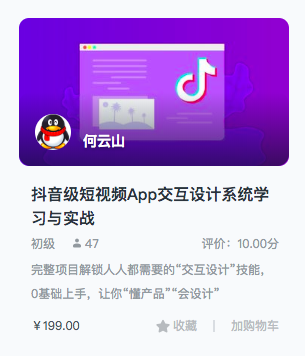 何云山
抖音级短视频App交互设计系统学
习与实战
初级 47 评价：10.00分
完整项目解锁人人都需要的“交互设计”技能，
0基础上手，让你“懂产品”“会设计”
￥199.00 收藏 | 加购物车